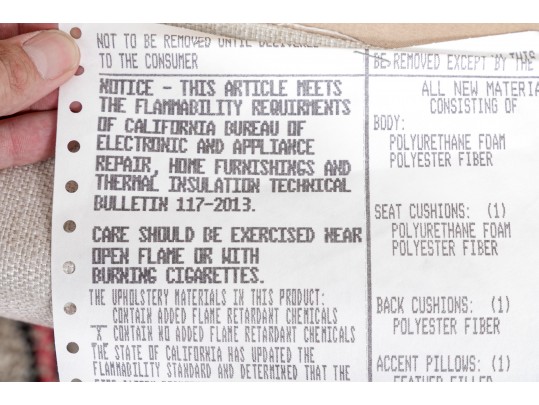 NOT TO BE REMOVED UNTIL DELIVERED
TO THE CONSUMER
NOTICE - THIS ARTICLE MEETS
THE FLAMMABILITY REQUIRMENTS
OF CALIFORNIA BUREAU OF
ELECTRONIC AND APPLIANCE
REPAIR, HOME FURNISHINGS AND
THERMAL INSULATION TECHNICAL
BULLETIN 117-2013.
CARE SHOULD BE EXERCISED NEAR
OPEN FLAME OR WITH
BURNING CIGARETTES.
THE UPHOLSTERY MATERIALS IN THIS PRODUCT:
CONTAIN ADDED FLAME RETARDANT CHEMICALS
X CONTAIN NO ADDED FLAME RETARDANT CHEMICALS
THE STATE OF CALIFORNIA HAS UPDATED THE
FLAMMABILITY STANDARD AND DETERMINED THAT THE
THIS
BE REMOVED EXCEPT BY THE
ALL NEW MATERIA
CONSISTING OF
BODY:
POLYURETHANE FOAM
POLYESTER FIBER
SEAT CUSHIONS: (1)
POLYURETHANE FOAM
POLYESTER FIBER
BACK CUSHIONS: (1)
POLYESTER FIBER
ACCENT PILLOWS: (1)
FEATHER FILLED